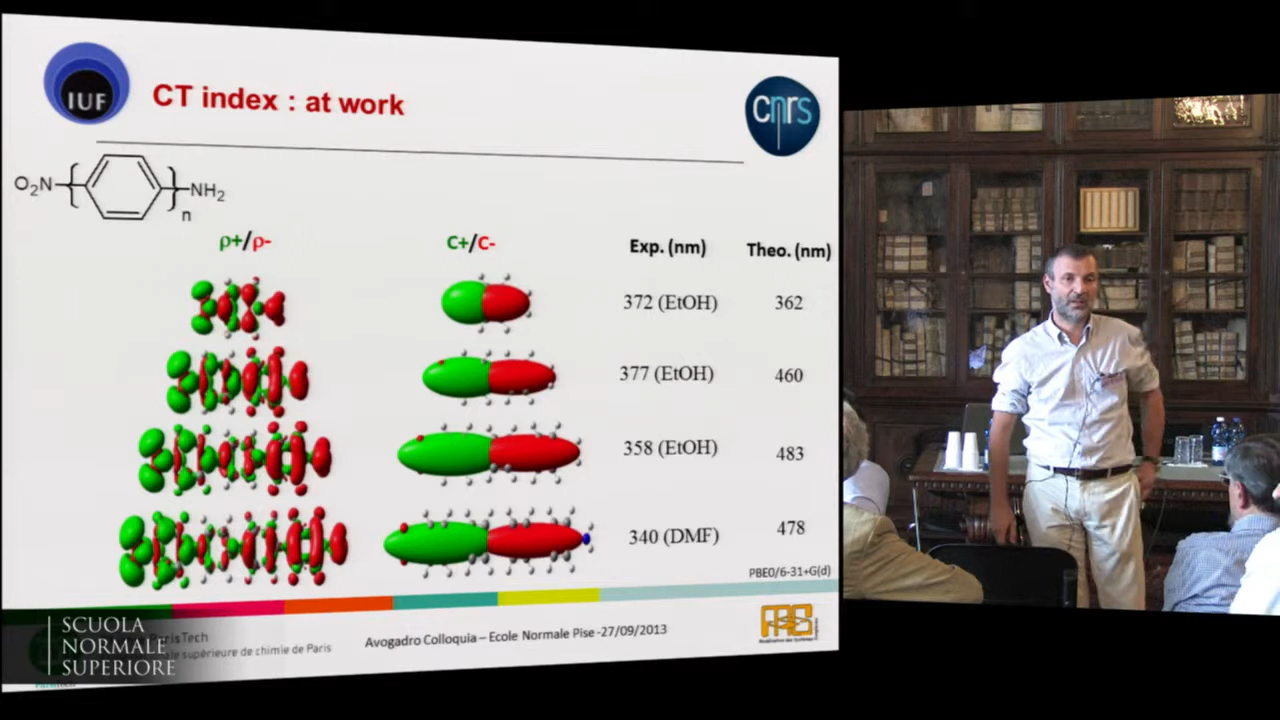 IUF
CT index : at work
cnrs
O₂N
NH₂
n
ρ+/ρ-
C+/C-
Exp. (nm)
Theo. (nm)
372 (EtOH)
362
377 (EtOH)
460
358 (EtOH)
483
340 (DMF)
478
PBE0/6-31+G(d)
ParisTech
ale supérieure de chimie de Paris
Avogadro Colloquia – Ecole Normale Pise -27/09/2013
SCUOLA
NORMALE
SUPERIORE